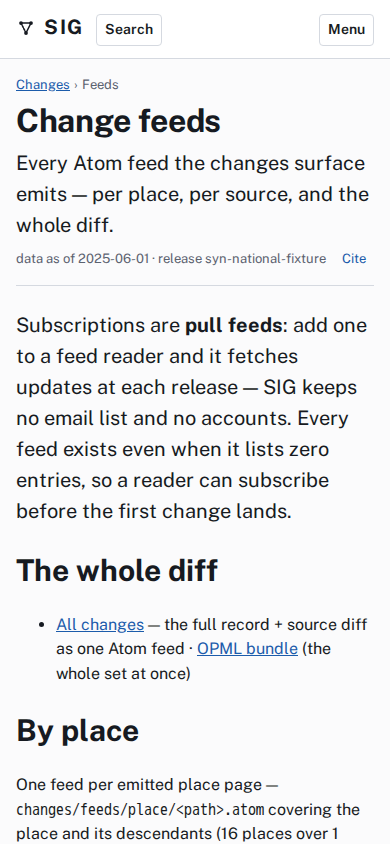 SIG Search Menu
Changes › Feeds
Change feeds
Every Atom feed the changes surface
emits — per place, per source, and the
whole diff.
data as of 2025-06-01 · release syn-national-fixture Cite
Subscriptions are pull feeds: add one
to a feed reader and it fetches
updates at each release — SIG keeps
no email list and no accounts. Every
feed exists even when it lists zero
entries, so a reader can subscribe
before the first change lands.
The whole diff
• All changes — the full record + source diff
as one Atom feed · OPML bundle (the
whole set at once)
By place
One feed per emitted place page —
changes/feeds/place/<path>.atom covering the
place and its descendants (16 places over 1